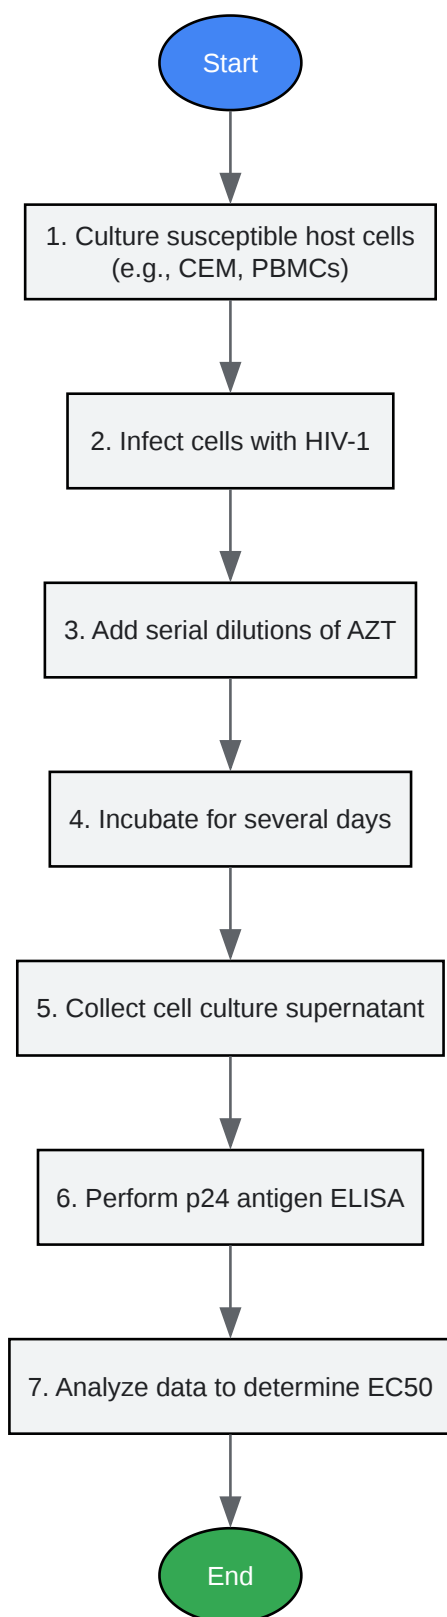 Start
1. Culture susceptible host cells
(e.g., CEM, PBMCs)
2. Infect cells with HIV-1
3. Add serial dilutions of AZT
4. Incubate for several days
5. Collect cell culture supernatant
6. Perform p24 antigen ELISA
7. Analyze data to determine EC50
End